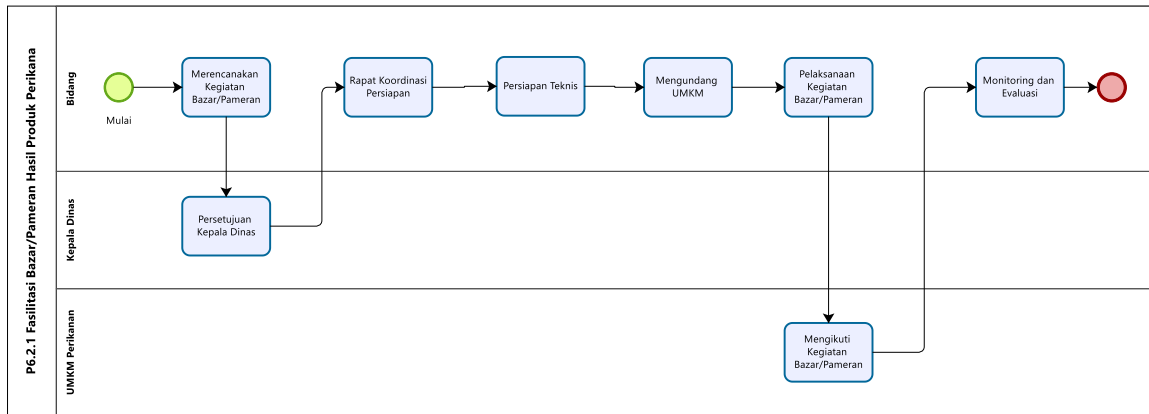 P6.2.1 Fasilitasi Bazar/Pameran Hasil Produk Perikana
Bidang
Mulai
Merencanakan
Kegiatan
Bazar/Pameran
Rapat Koordinasi
Persiapan
Persiapan Teknis
Mengundang
UMKM
Pelaksanaan
Kegiatan
Bazar/Pameran
Monitoring dan
Evaluasi
Kepala Dinas
Persetujuan
Kepala Dinas
UMKM Perikanan
Mengikuti
Kegiatan
Bazar/Pameran